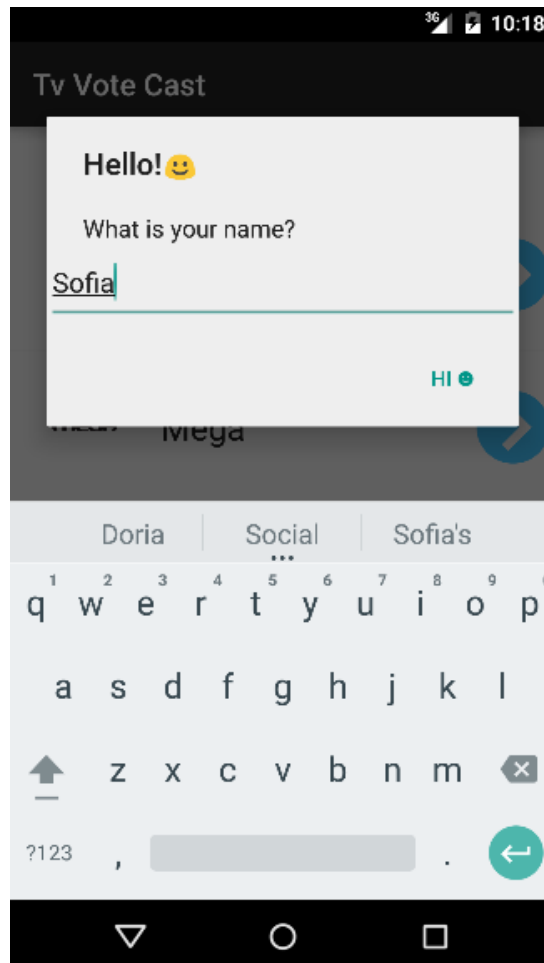 3G 10:18
Tv Vote Cast
Hello!🙂
What is your name?
Sofia
HI ☻
Mega
Doria Social Sofia's
1 2 3 4 5 6 7 8 9
q w e r t y u i o p
a s d f g h j k l
z x c v b n m
?123 , .